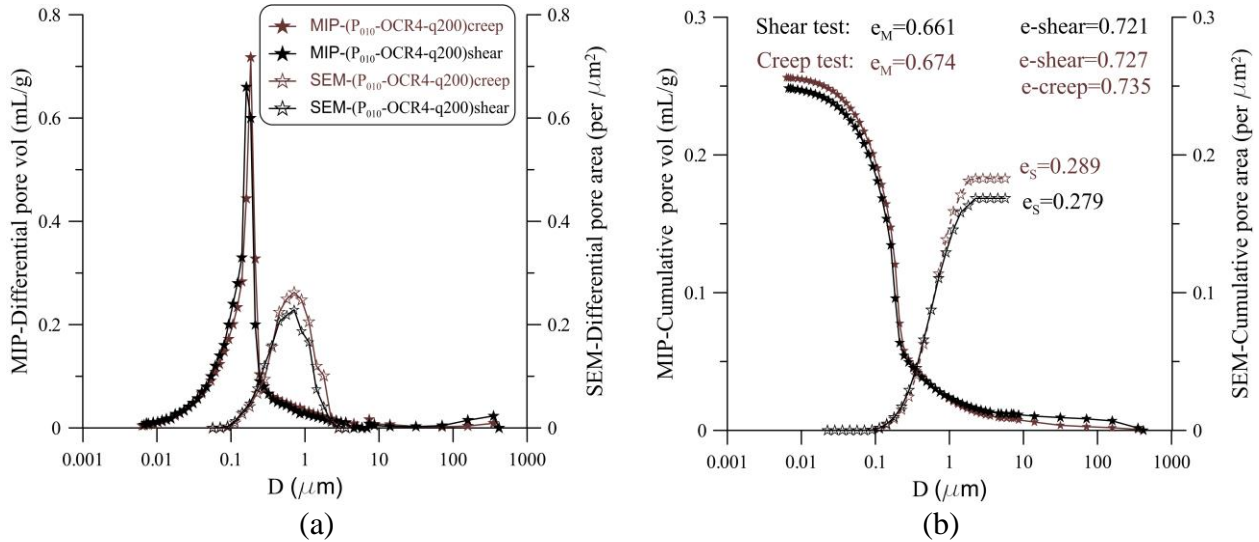 0.8
0.6
0.4
0.2
0
MIP-Differential pore vol (mL/g)
MIP-(P010-OCR4-q200)creep
MIP-(P010-OCR4-q200)shear
SEM-(P010-OCR4-q200)creep
SEM-(P010-OCR4-q200)shear
0.8
0.6
0.4
0.2
0
SEM-Differential pore area (per μm²)
0.001 0.01 0.1 1 10 100 1000
D (μm)
(a)
0.3
0.2
0.1
0
MIP-Cumulative pore vol (mL/g)
Shear test: eM=0.661 e-shear=0.721
Creep test: eM=0.674 e-shear=0.727
e-creep=0.735
eS=0.289
eS=0.279
0.3
0.2
0.1
0
SEM-Cumulative pore area (per μm²)
0.001 0.01 0.1 1 10 100 1000
D (μm)
(b)